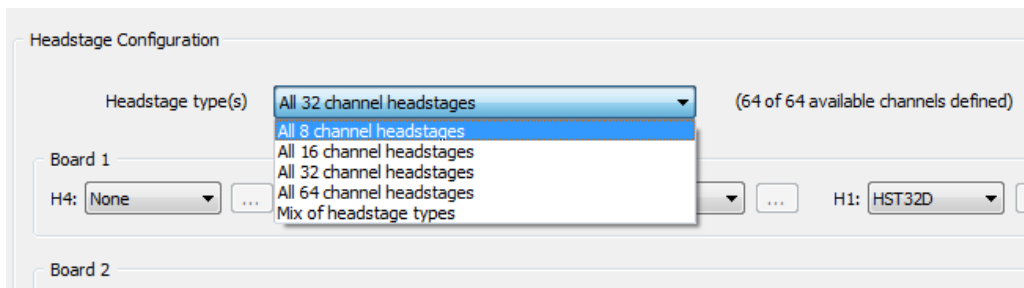 Headstage Configuration
Headstage type(s) All 32 channel headstages (64 of 64 available channels defined)
All 8 channel headstages
All 16 channel headstages
All 32 channel headstages
All 64 channel headstages
Mix of headstage types
Board 1
H4: None ... ... H1: HST32D
Board 2